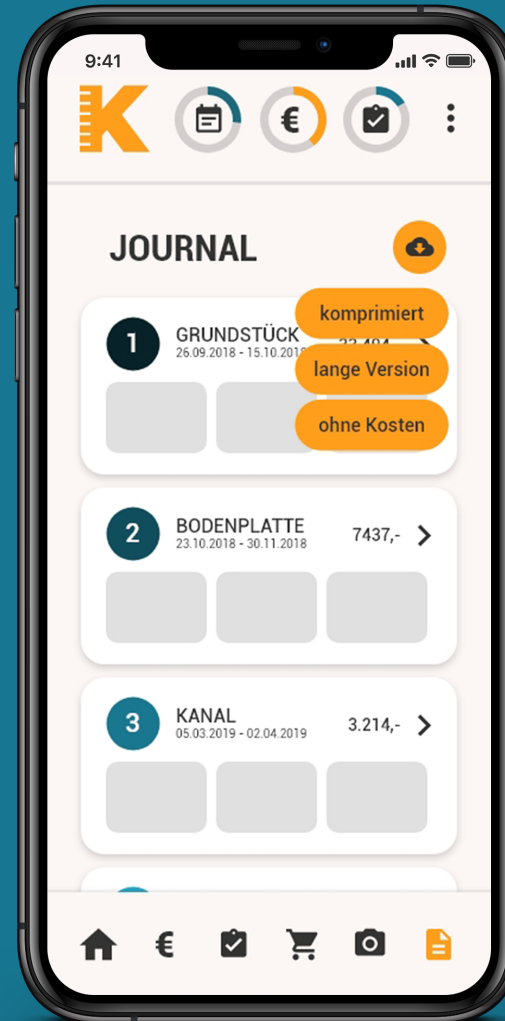 9:41
K
€
JOURNAL
komprimiert
1
GRUNDSTÜCK
26.09.2018 - 15.10.2018
lange Version
ohne Kosten
2
BODENPLATTE
7437,-
23.10.2018 - 30.11.2018
3
KANAL
3.214,-
05.03.2019 - 02.04.2019
€